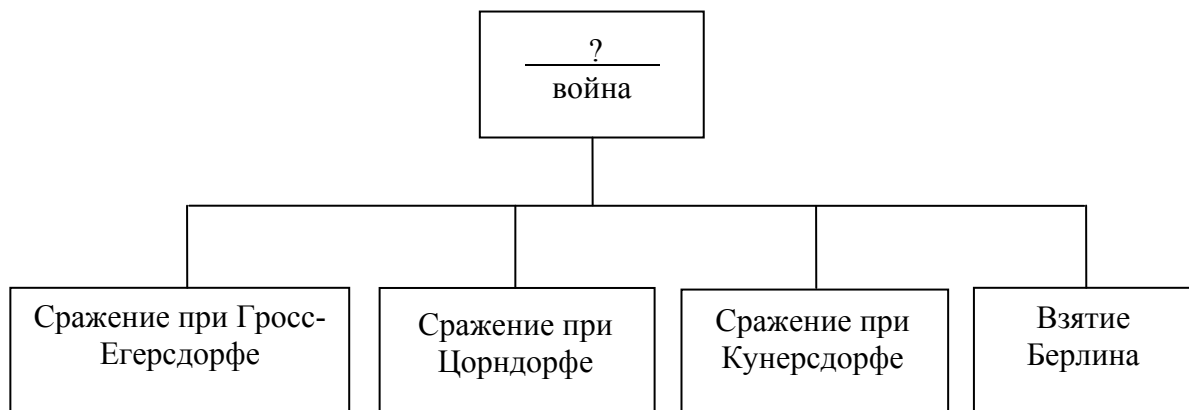 ?
война
Сражение при Гросс-
Егерсдорфе
Сражение при
Цорндорфе
Сражение при
Кунерсдорфе
Взятие
Берлина